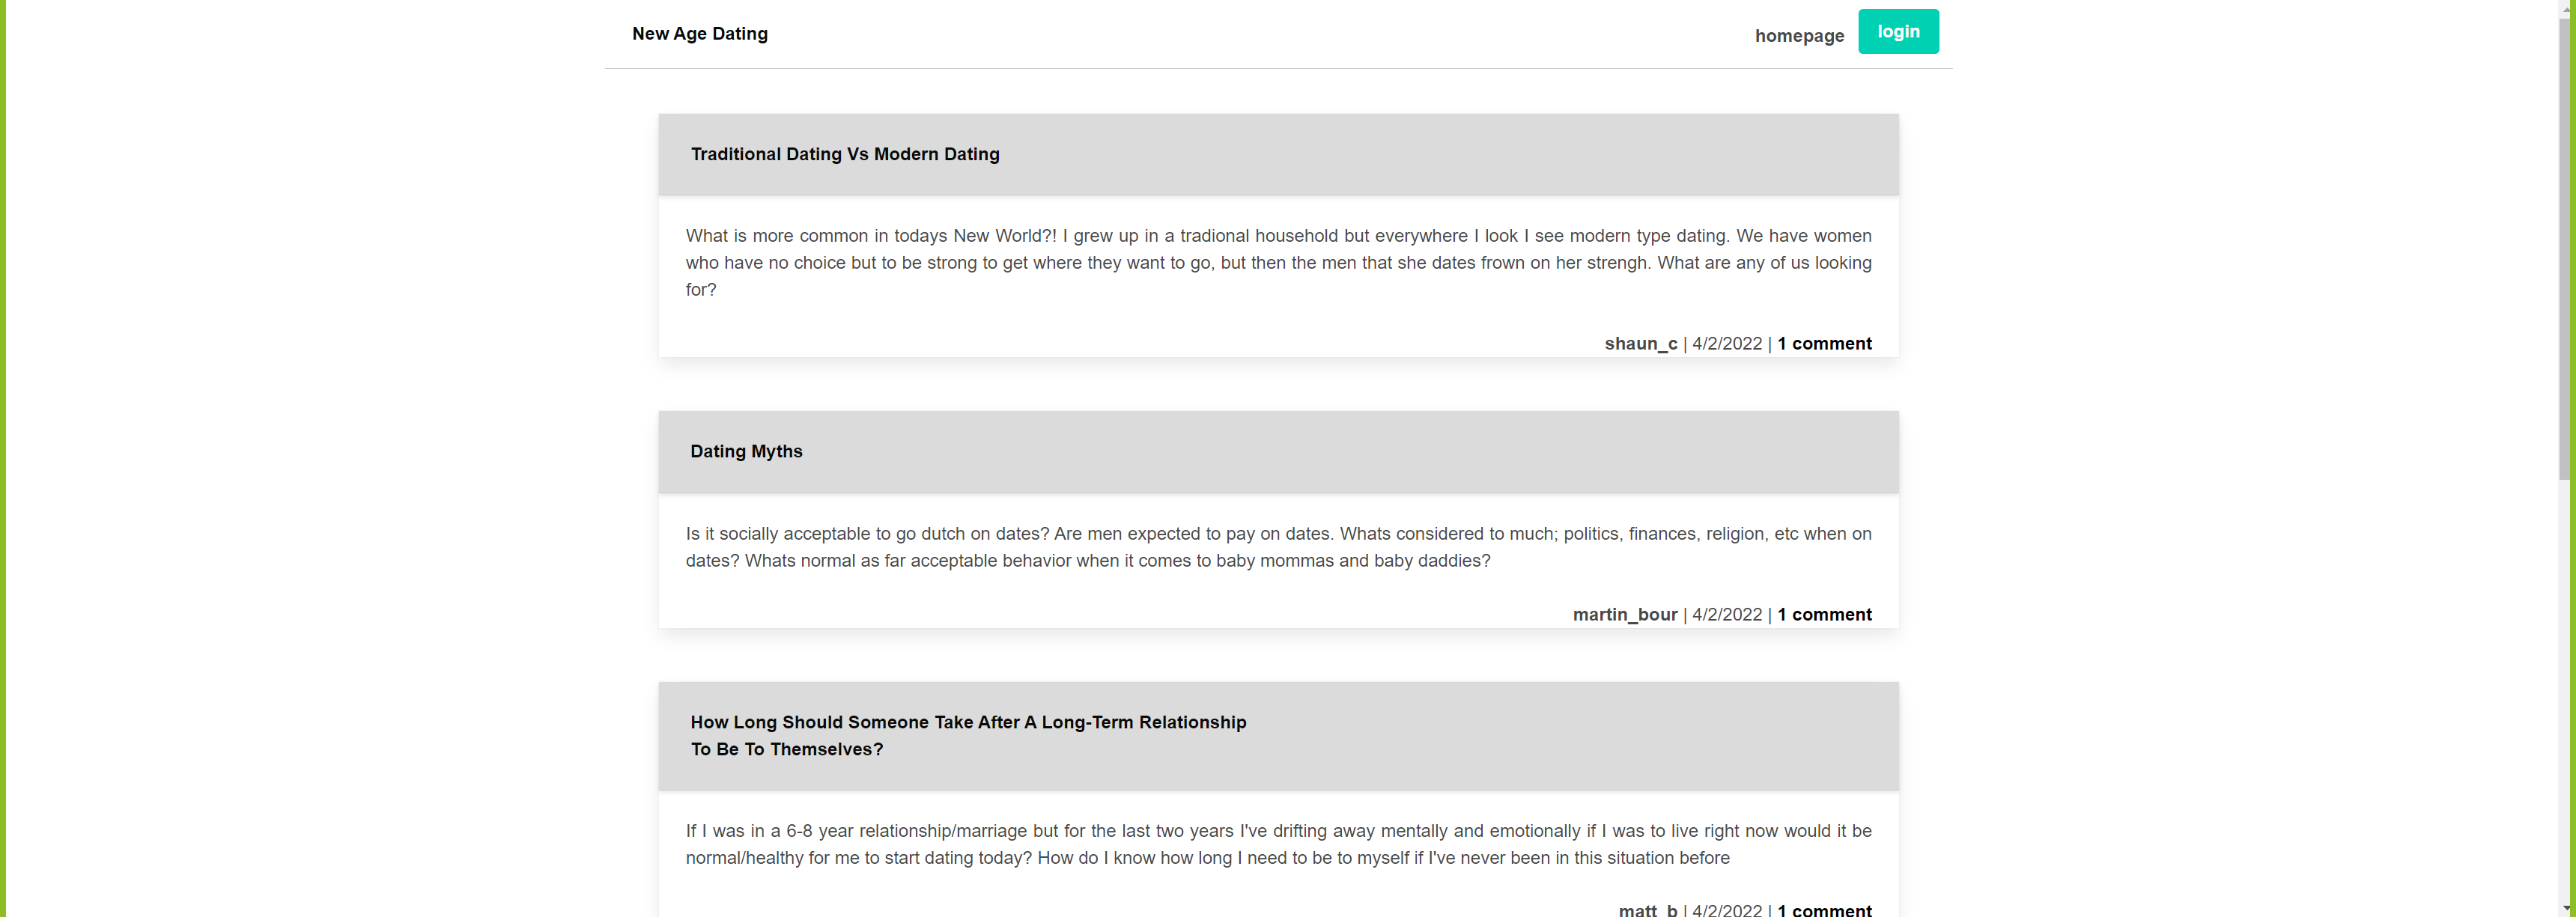 New Age Dating
homepage
login
Traditional Dating Vs Modern Dating
What is more common in todays New World?! I grew up in a tradional household but everywhere I look I see modern type dating. We have women
who have no choice but to be strong to get where they want to go, but then the men that she dates frown on her strengh. What are any of us looking
for?
shaun_c | 4/2/2022 | 1 comment
Dating Myths
Is it socially acceptable to go dutch on dates? Are men expected to pay on dates. Whats considered to much; politics, finances, religion, etc when on
dates? Whats normal as far acceptable behavior when it comes to baby mommas and baby daddies?
martin_bour | 4/2/2022 | 1 comment
How Long Should Someone Take After A Long-Term Relationship
To Be To Themselves?
If I was in a 6-8 year relationship/marriage but for the last two years I've drifting away mentally and emotionally if I was to live right now would it be
normal/healthy for me to start dating today? How do I know how long I need to be to myself if I've never been in this situation before
matt_b | 4/2/2022 | 1 comment